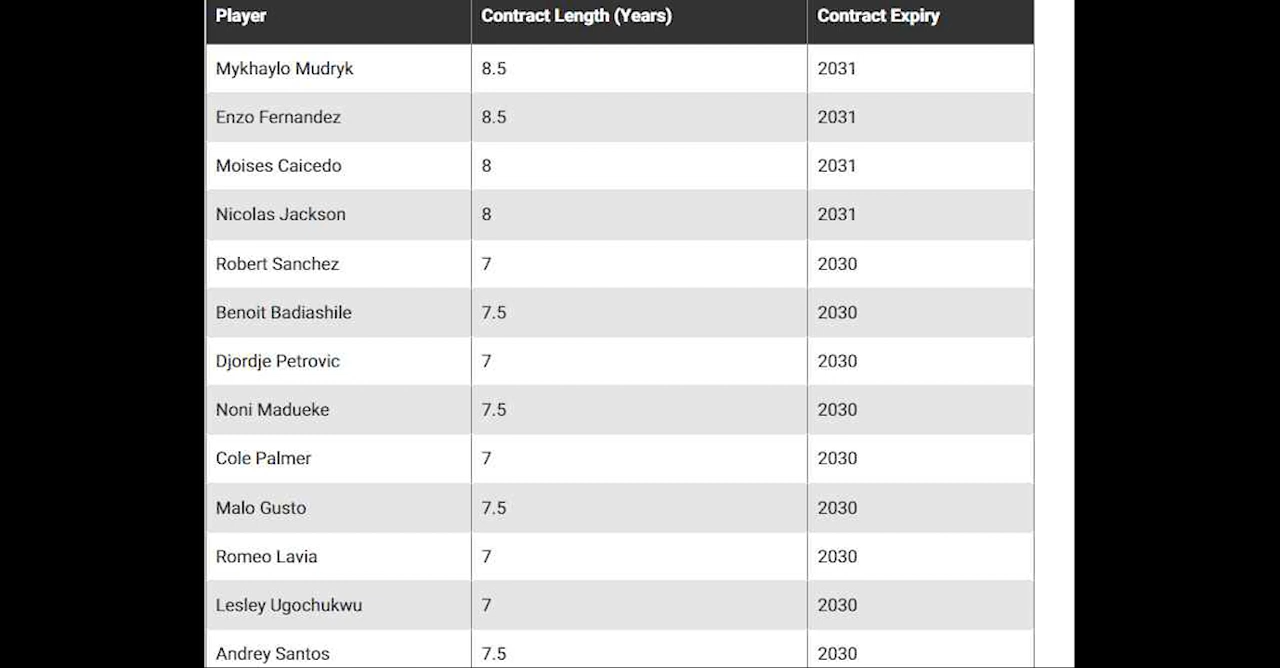 Player Contract Length (Years) Contract Expiry
Mykhaylo Mudryk 8.5 2031
Enzo Fernandez 8.5 2031
Moises Caicedo 8 2031
Nicolas Jackson 8 2031
Robert Sanchez 7 2030
Benoit Badiashile 7.5 2030
Djordje Petrovic 7 2030
Noni Madueke 7.5 2030
Cole Palmer 7 2030
Malo Gusto 7.5 2030
Romeo Lavia 7 2030
Lesley Ugochukwu 7 2030
Andrey Santos 7.5 2030